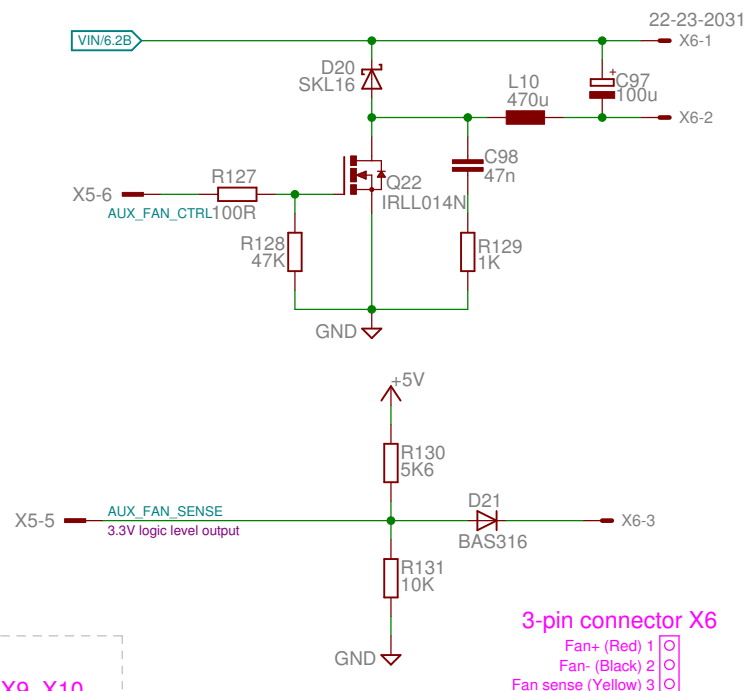 22-23-2031
VIN/6.2B
X6-1
D20
SKL16
L10
470u
+
C97
100u
X6-2
C98
47n
R127
Q22
IRLL014N
X5-6
AUX_FAN_CTRL
100R
R128
47K
R129
1K
GND
+5V
R130
5K6
X5-5
AUX_FAN_SENSE
3.3V logic level output
D21
BAS316
X6-3
R131
10K
GND
3-pin connector X6
Fan+ (Red) 1
Fan- (Black) 2
Fan sense (Yellow) 3
X9, X10